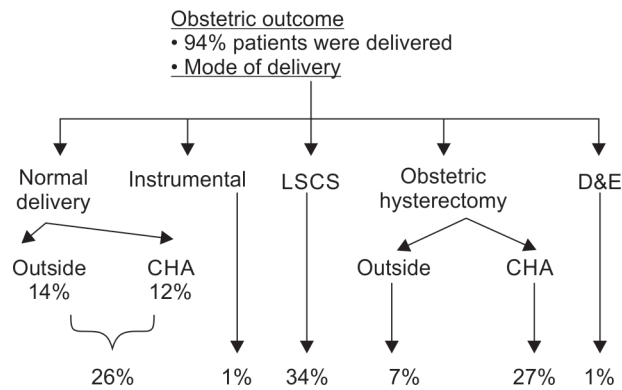 Obstetric outcome
• 94% patients were delivered
• Mode of delivery
Normal delivery
Instrumental
LSCS
Obstetric hysterectomy
D&E
Outside 14%
CHA 12%
Outside
CHA
26%
1%
34%
7%
27%
1%